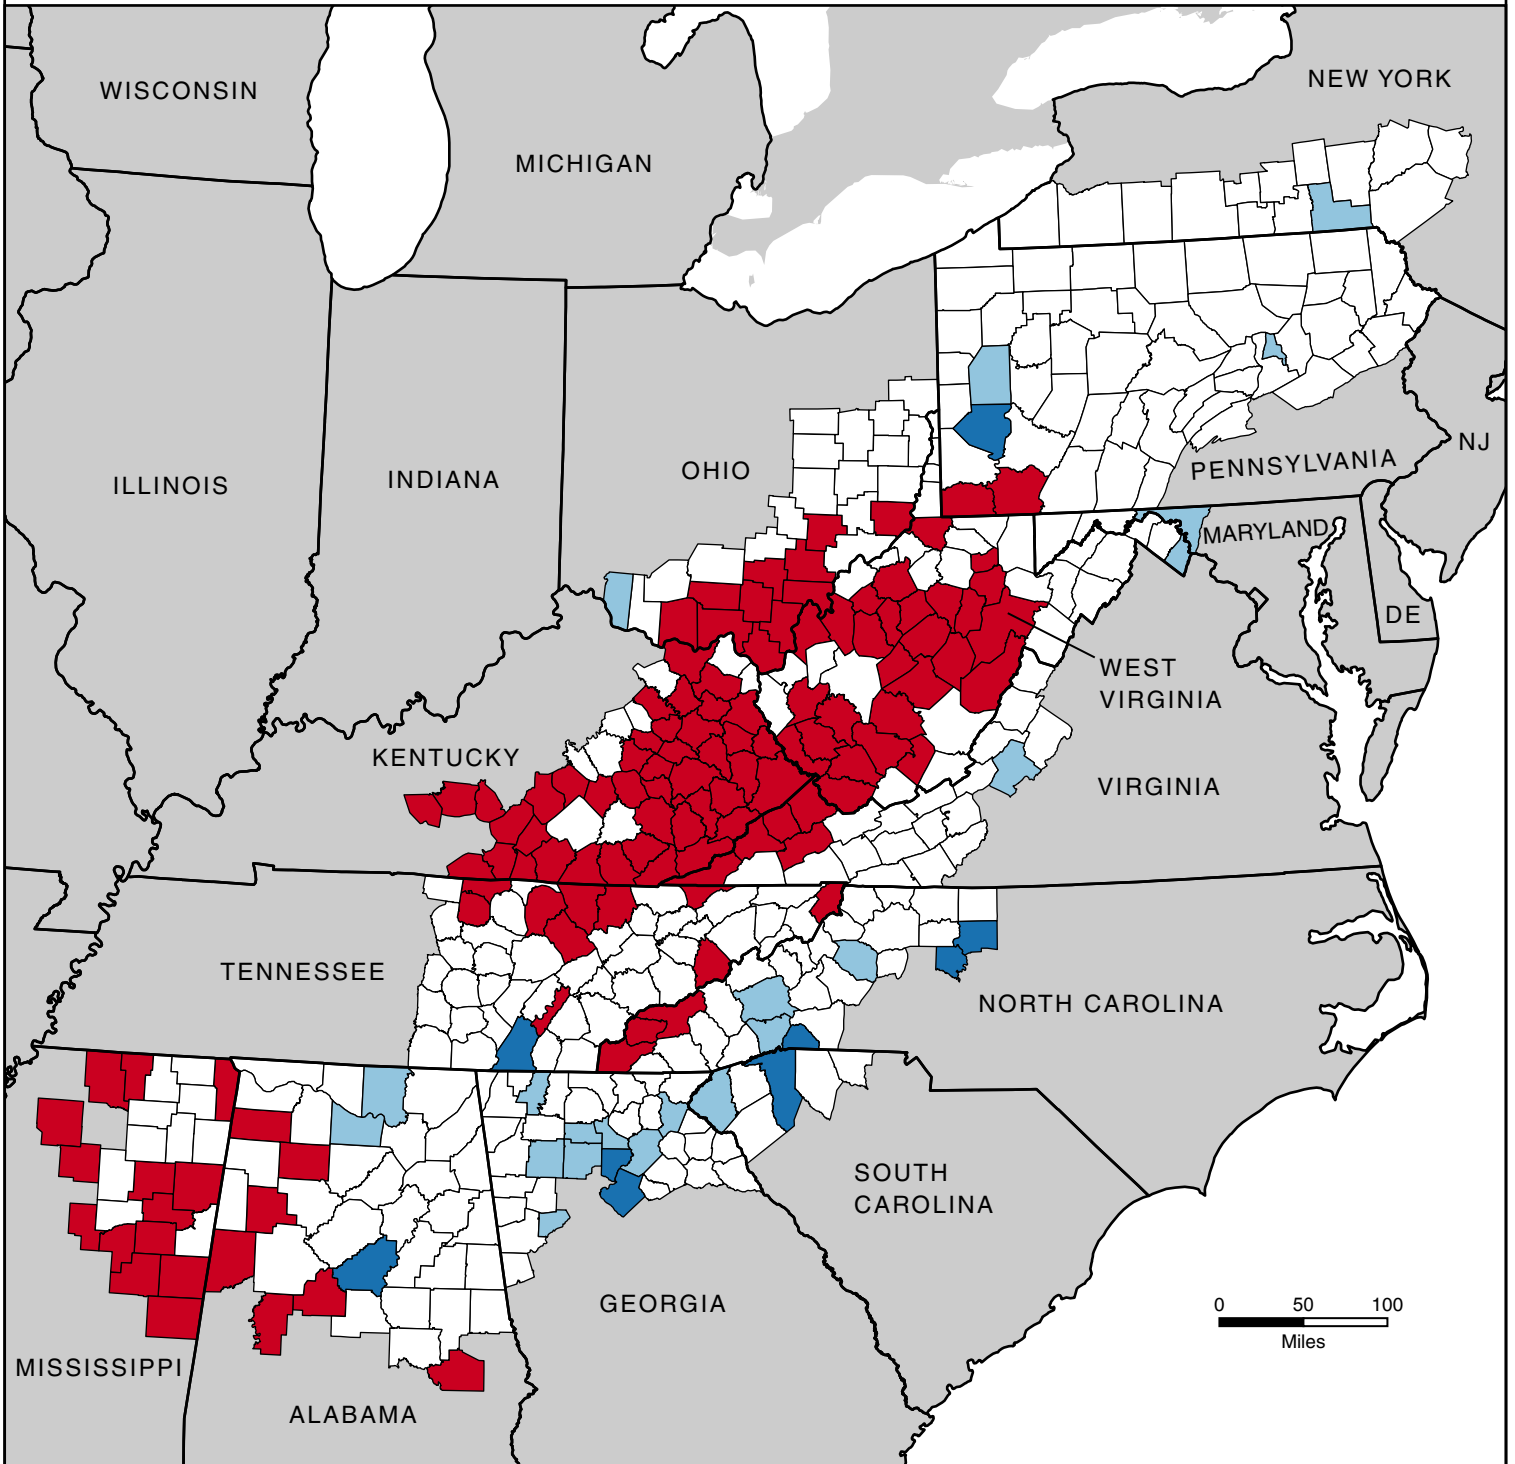 WISCONSIN
MICHIGAN
NEW YORK
ILLINOIS
INDIANA
OHIO
PENNSYLVANIA
NJ
MARYLAND
DE
WEST
VIRGINIA
KENTUCKY
VIRGINIA
TENNESSEE
NORTH CAROLINA
SOUTH
CAROLINA
GEORGIA
MISSISSIPPI
ALABAMA
0 50 100
Miles